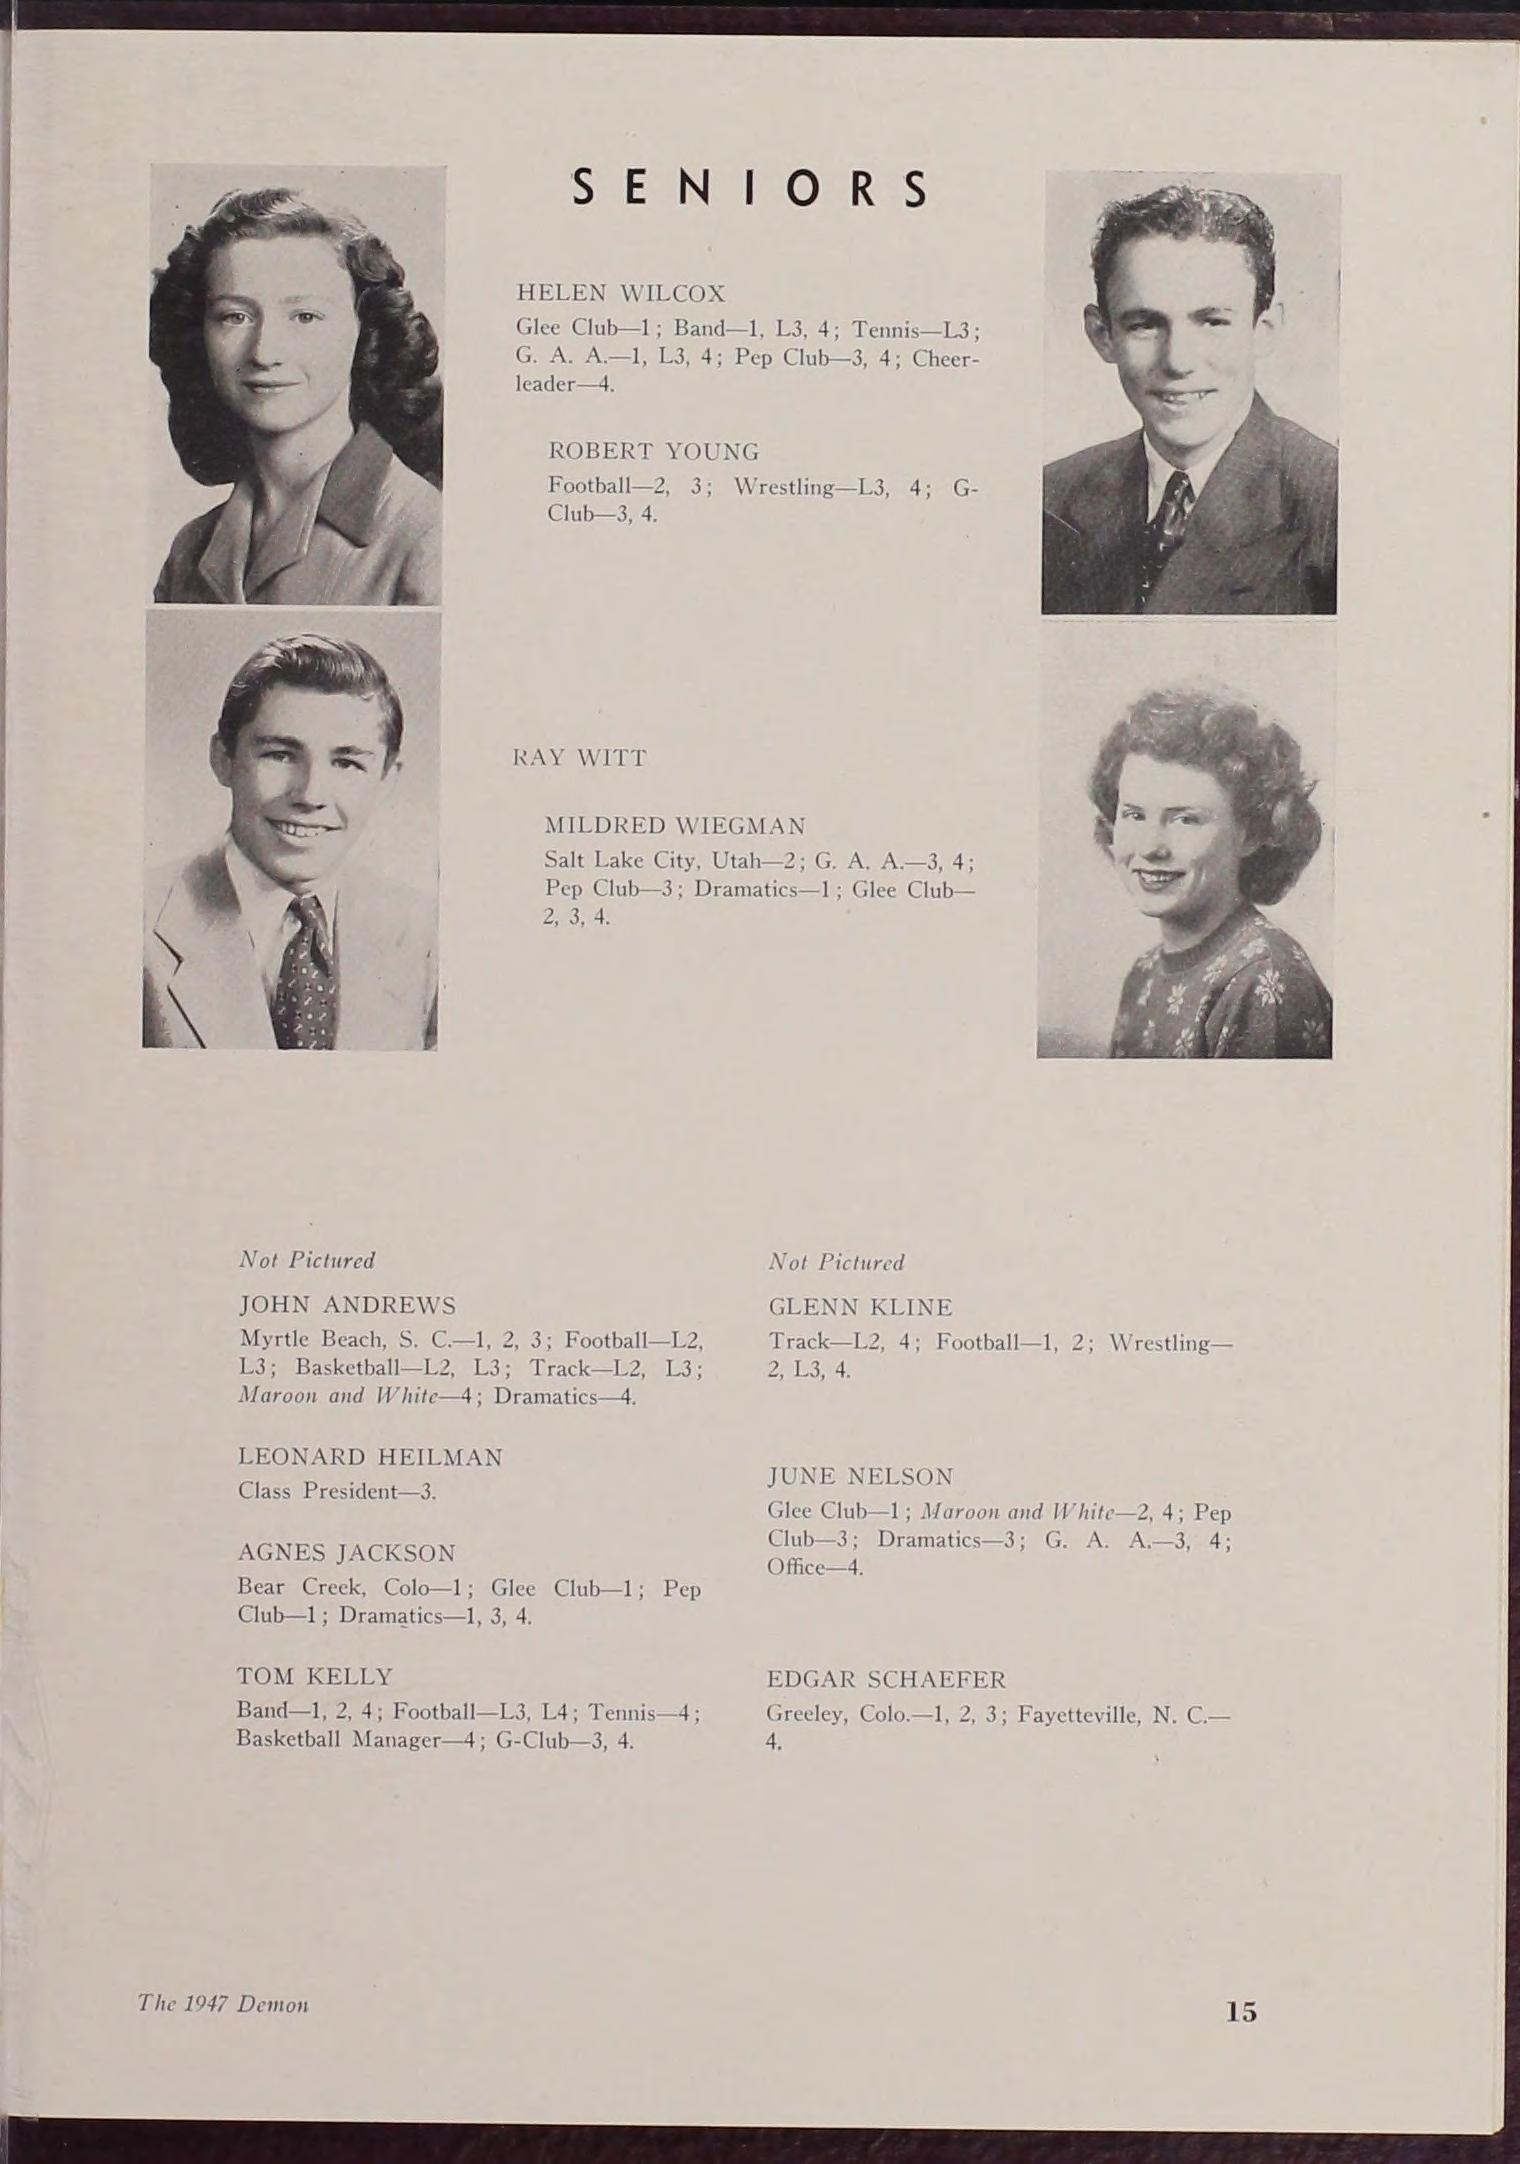 SENIORS
HELEN WILCOX
Glee Club—1; Band—1, L3, 4; Tennis—L3;
G. A. A.—1, L3, 4; Pep Club—3, 4; Cheer-
leader—4.
ROBERT YOUNG
Football—2, 3; Wrestling—L3, 4; G-
Club—3, 4.
RAY WITT
MILDRED WIEGMAN
Salt Lake City, Utah—2; G. A. A.—3, 4;
Pep Club—3; Dramatics—1; Glee Club—
2, 3, 4.
Not Pictured
JOHN ANDREWS
Myrtle Beach, S. C.—1, 2, 3; Football—L2,
L3; Basketball—L2, L3; Track—L2, L3;
Maroon and White—4; Dramatics—4.
LEONARD HEILMAN
Class President—3.
AGNES JACKSON
Bear Creek, Colo—1; Glee Club—1; Pep
Club—1; Dramatics—1, 3, 4.
TOM KELLY
Band—1, 2, 4; Football—L3, L4; Tennis—4;
Basketball Manager—4; G-Club—3, 4.
Not Pictured
GLENN KLINE
Track—L2, 4; Football—1, 2; Wrestling—
2, L3, 4.
JUNE NELSON
Glee Club—1; Maroon and White—2, 4; Pep
Club—3; Dramatics—3; G. A. A.—3, 4;
Office—4.
EDGAR SCHAEFER
Greeley, Colo.—1, 2, 3; Fayetteville, N. C.—
4.
The 1947 Demon
15